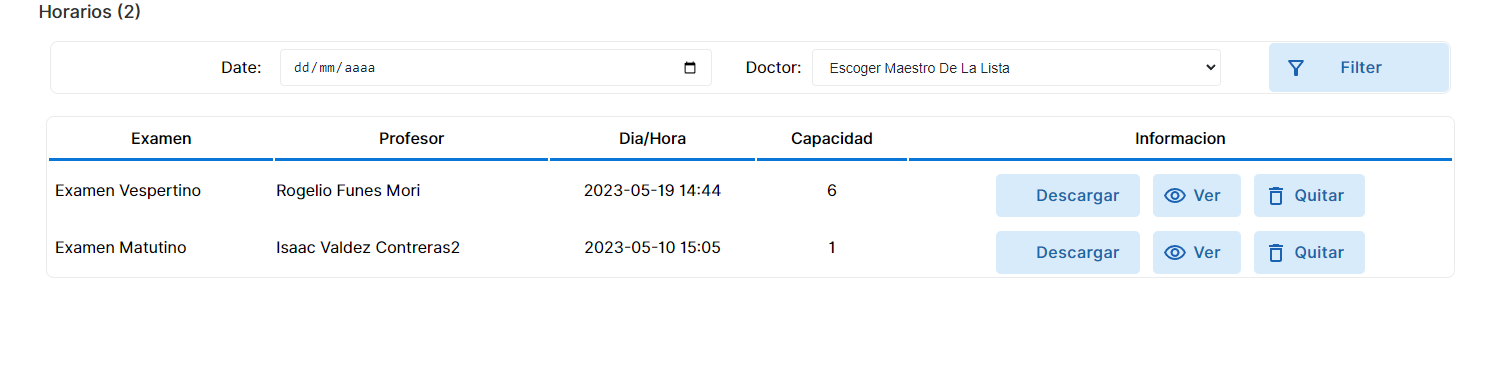 Horarios (2)
Date: dd/mm/aaaa Doctor: Escoger Maestro De La Lista Filter
Examen Profesor Dia/Hora Capacidad Informacion
Examen Vespertino Rogelio Funes Mori 2023-05-19 14:44 6 Descargar Ver Quitar
Examen Matutino Isaac Valdez Contreras2 2023-05-10 15:05 1 Descargar Ver Quitar